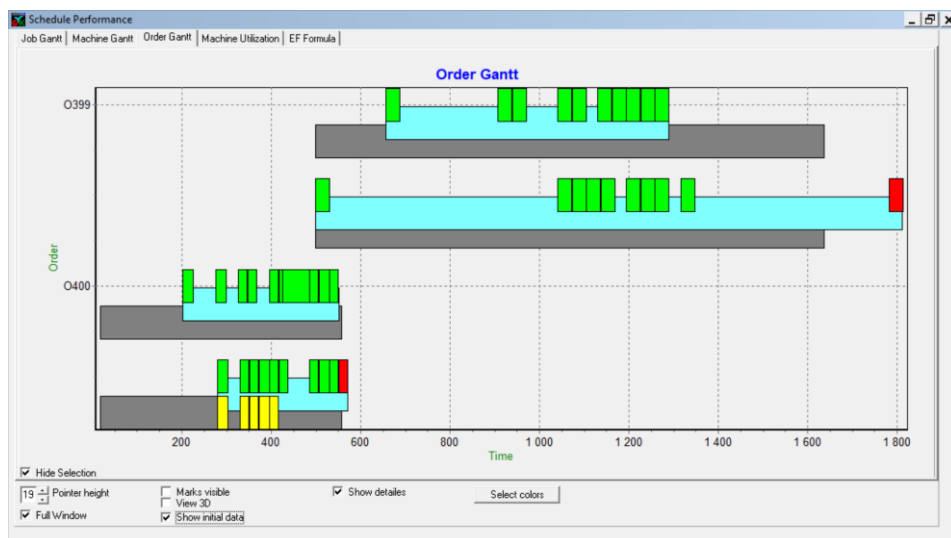 Schedule Performance
Job Gantt Machine Gantt Order Gantt Machine Utilization EF Formula
Order Gantt
O399
Order
O400
200 400 600 800 1 000 1 200 1 400 1 600 1 800
Time
Hide Selection
19 Pointer height Marks visible Show detailes Select colors
View 3D
Full Window Show initial data